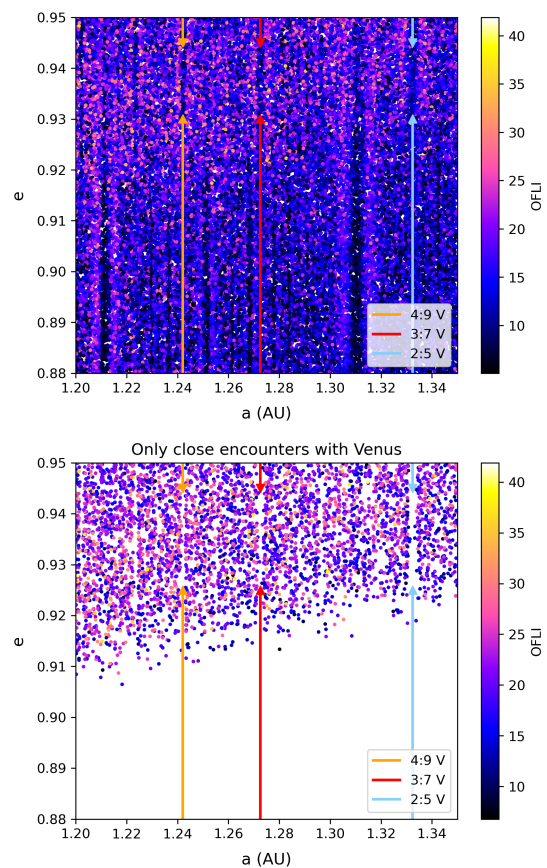 0.95
0.94
0.93
0.92
0.91
0.90
0.89
0.88
e
1.20 1.22 1.24 1.26 1.28 1.30 1.32 1.34
a (AU)
4:9 V
3:7 V
2:5 V
40
35
30
25
20
15
10
OFLI
Only close encounters with Venus
0.95
0.94
0.93
0.92
0.91
0.90
0.89
0.88
e
1.20 1.22 1.24 1.26 1.28 1.30 1.32 1.34
a (AU)
4:9 V
3:7 V
2:5 V
40
35
30
25
20
15
10
OFLI